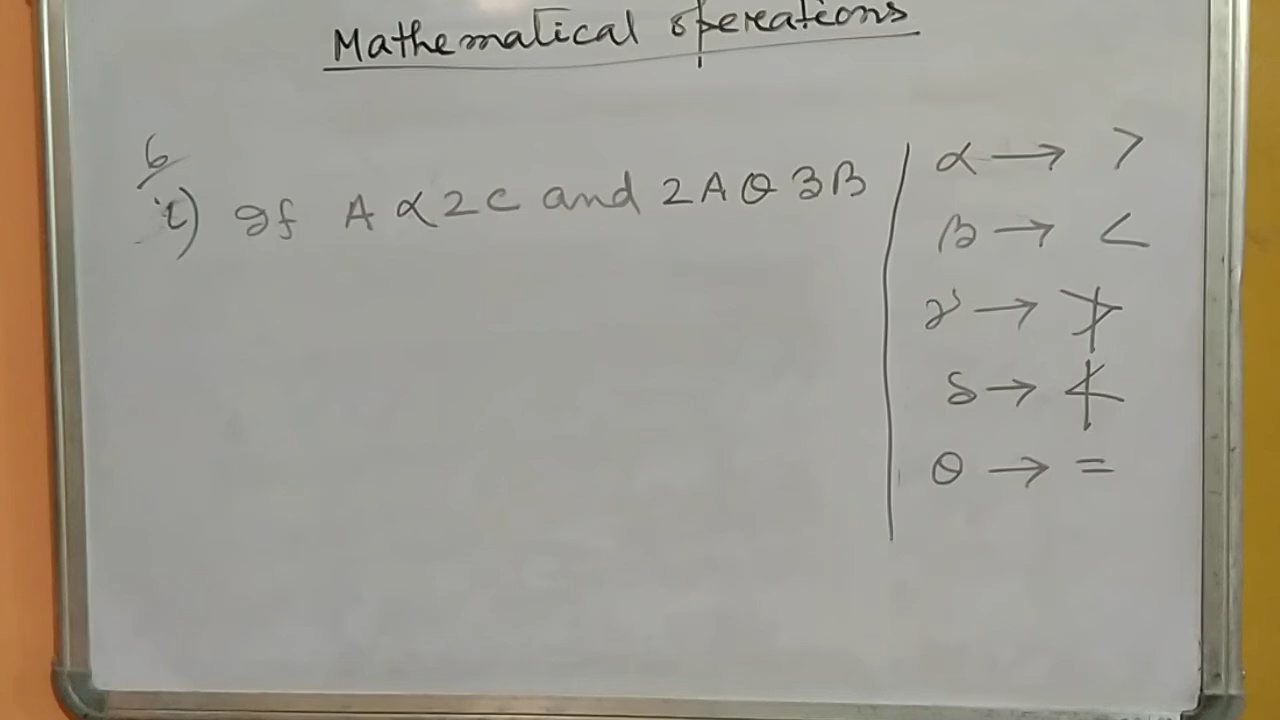 Mathematical operations
6
i) If A α 2C and 2A θ 3B
α → >
β → <
γ → ≯
δ → ≮
θ → =